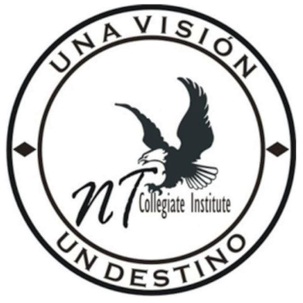 UNA VISIÓN
NT
Collegiate Institute
UN DESTINO